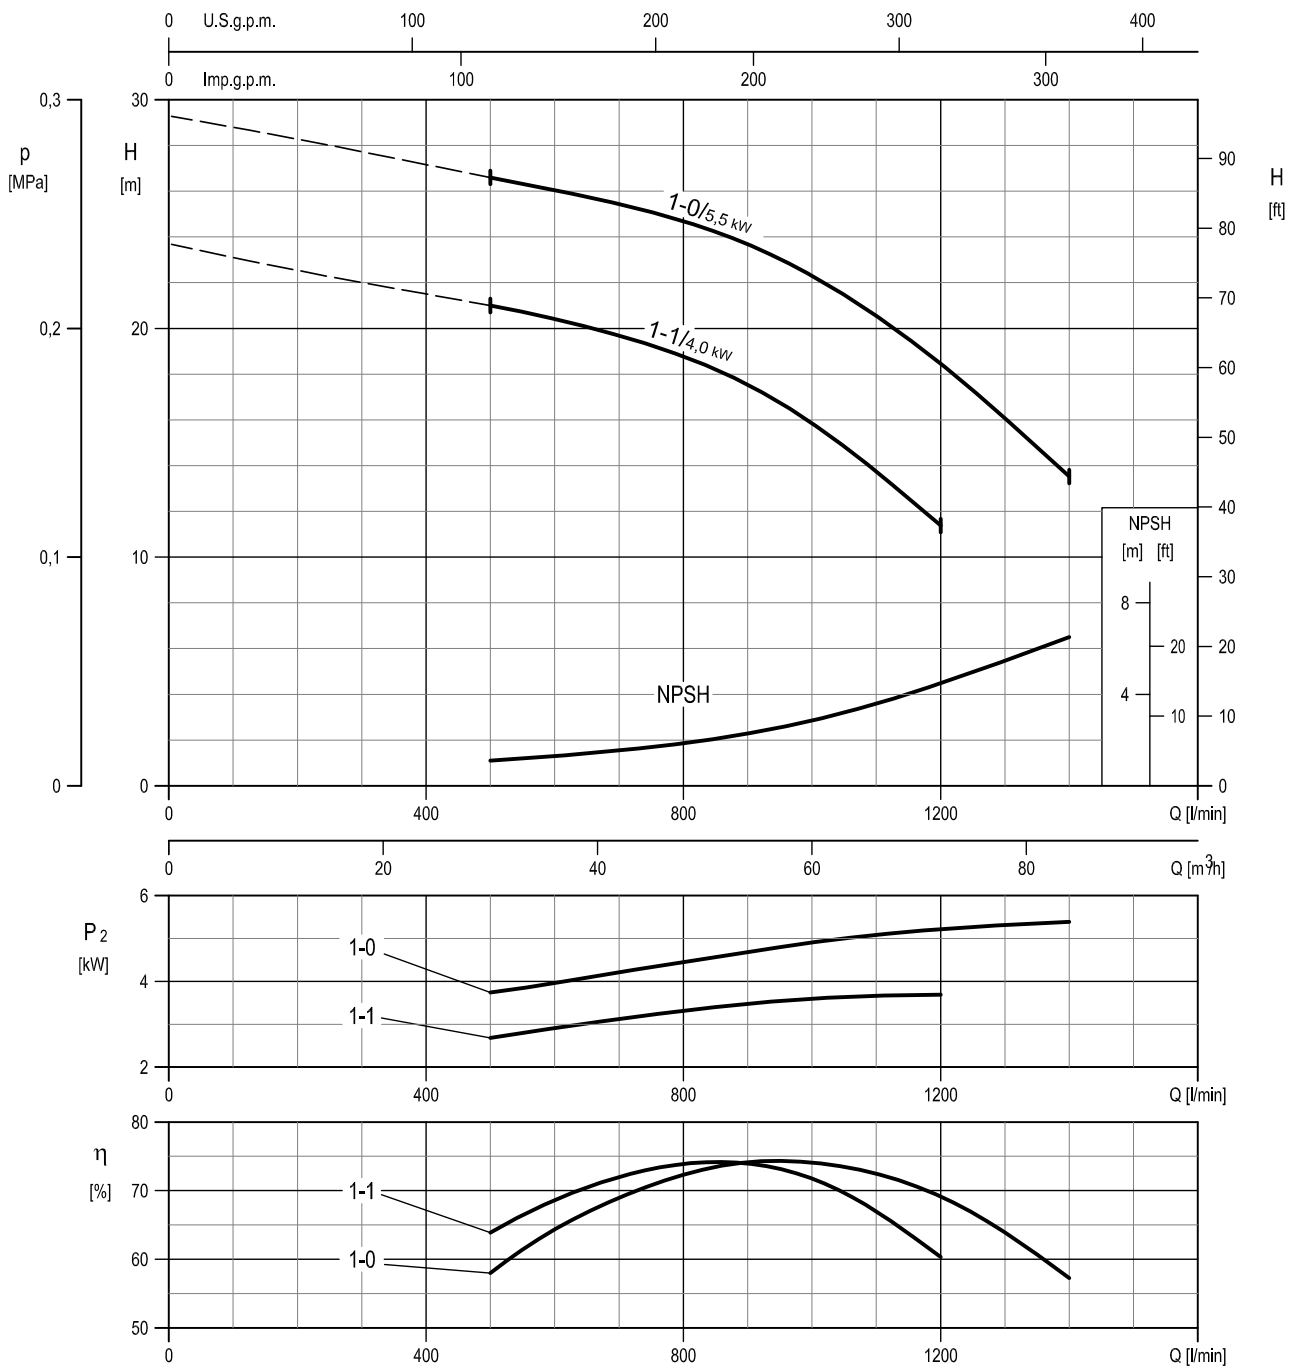 0 U.S.g.p.m. 100 200 300 400
0 Imp.g.p.m. 100 200 300
0,3 30
p H
[MPa] [m]
90
H
[ft]
80
1-0/5,5 kW
70
0,2 20
1-1/4,0 kW
60
50
40
NPSH
[m] [ft]
0,1 10
30
8
20 20
NPSH
4
10 10
0 0 0
0 400 800 1200 Q [l/min]
0 20 40 60 80 Q [m³/h]
6
P2
[kW]
1-0
4
1-1
2
0 400 800 1200 Q [l/min]
80
η
[%]
70
1-1
1-0
60
50
0 400 800 1200 Q [l/min]